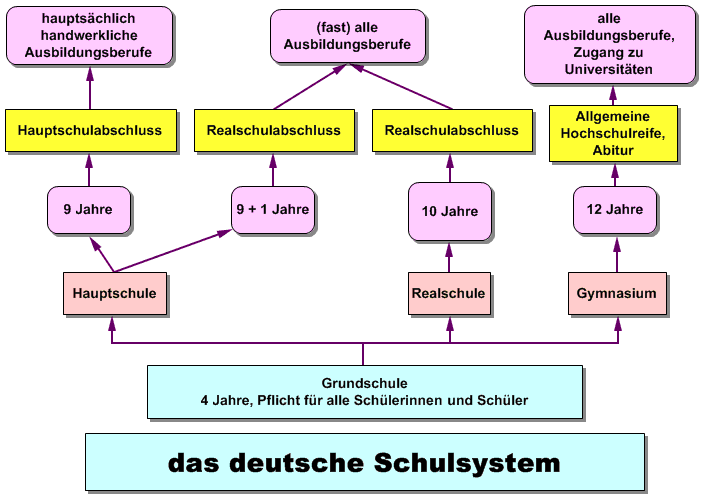 hauptsächlich
handwerkliche
Ausbildungsberufe
(fast) alle
Ausbildungsberufe
alle
Ausbildungsberufe,
Zugang zu
Universitäten
Hauptschulabschluss
Realschulabschluss
Realschulabschluss
Allgemeine
Hochschulreife,
Abitur
9 Jahre
9 + 1 Jahre
10 Jahre
12 Jahre
Hauptschule
Realschule
Gymnasium
Grundschule
4 Jahre, Pflicht für alle Schülerinnen und Schüler
das deutsche Schulsystem